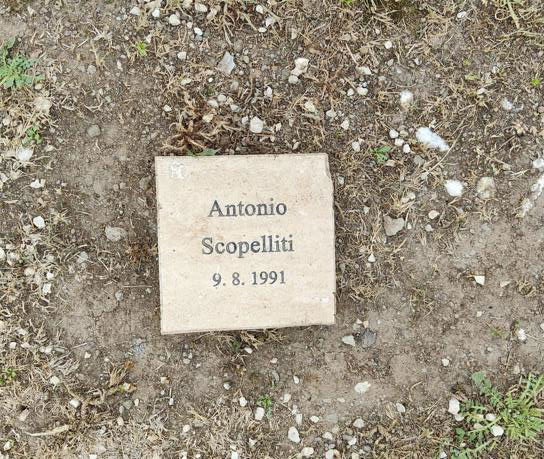 Antonio
Scopelliti
9. 8. 1991